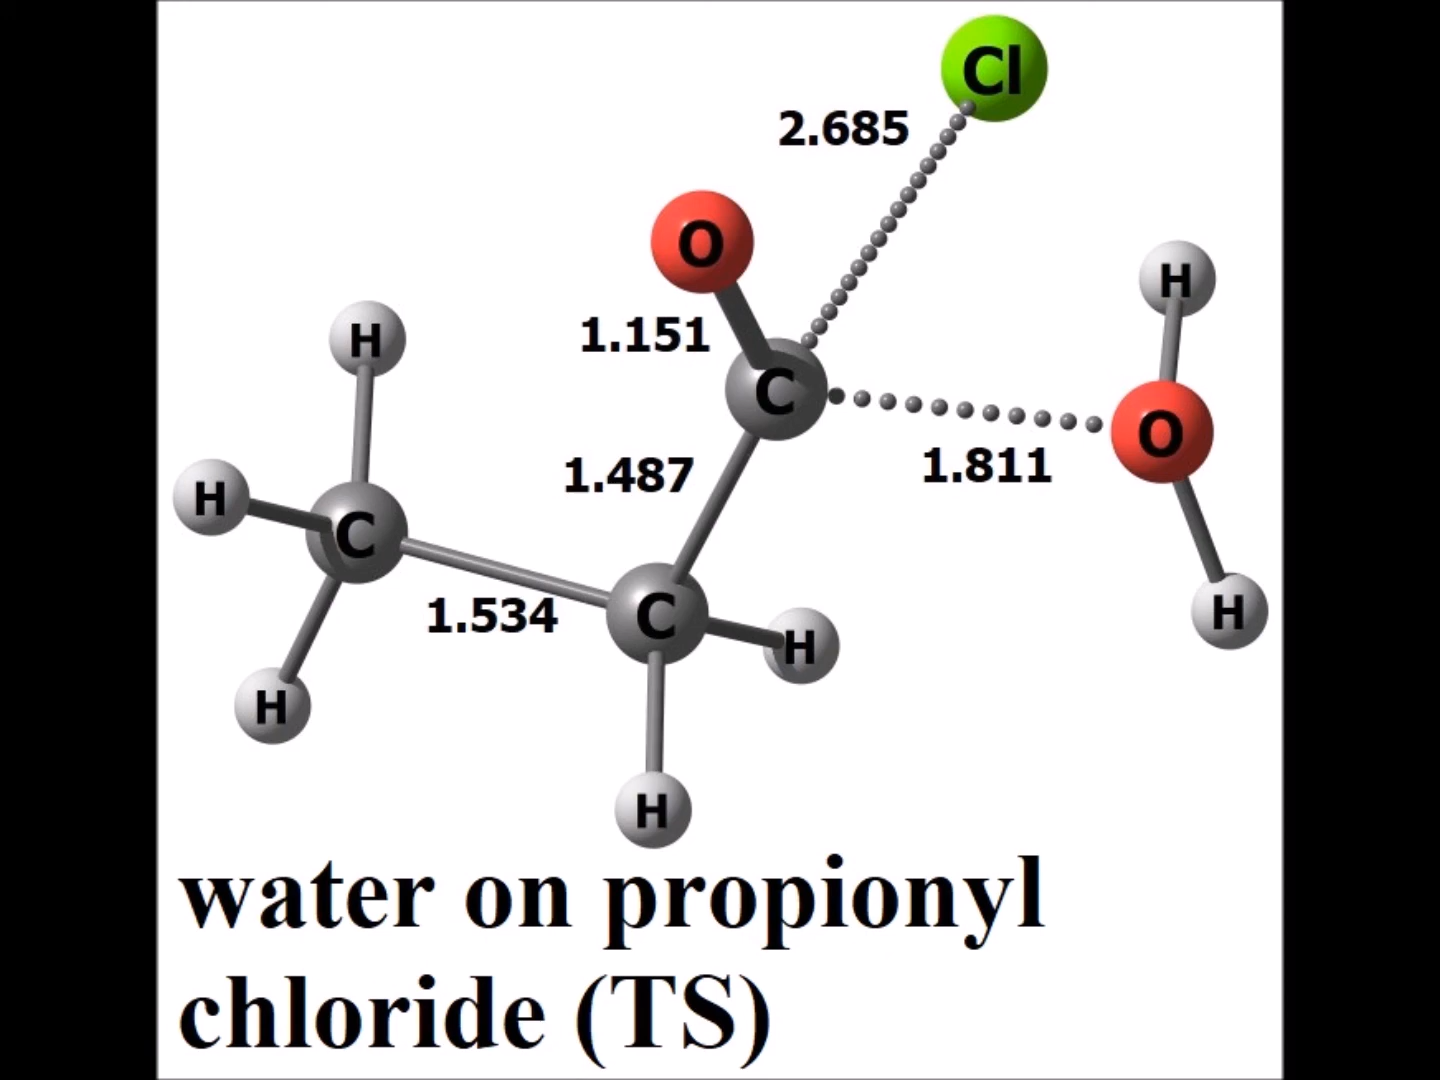 Cl
2.685
O
H
1.151
H
C
O
1.811
1.487
H
C
1.534
C
H
H
H
H
water on propionyl
chloride (TS)